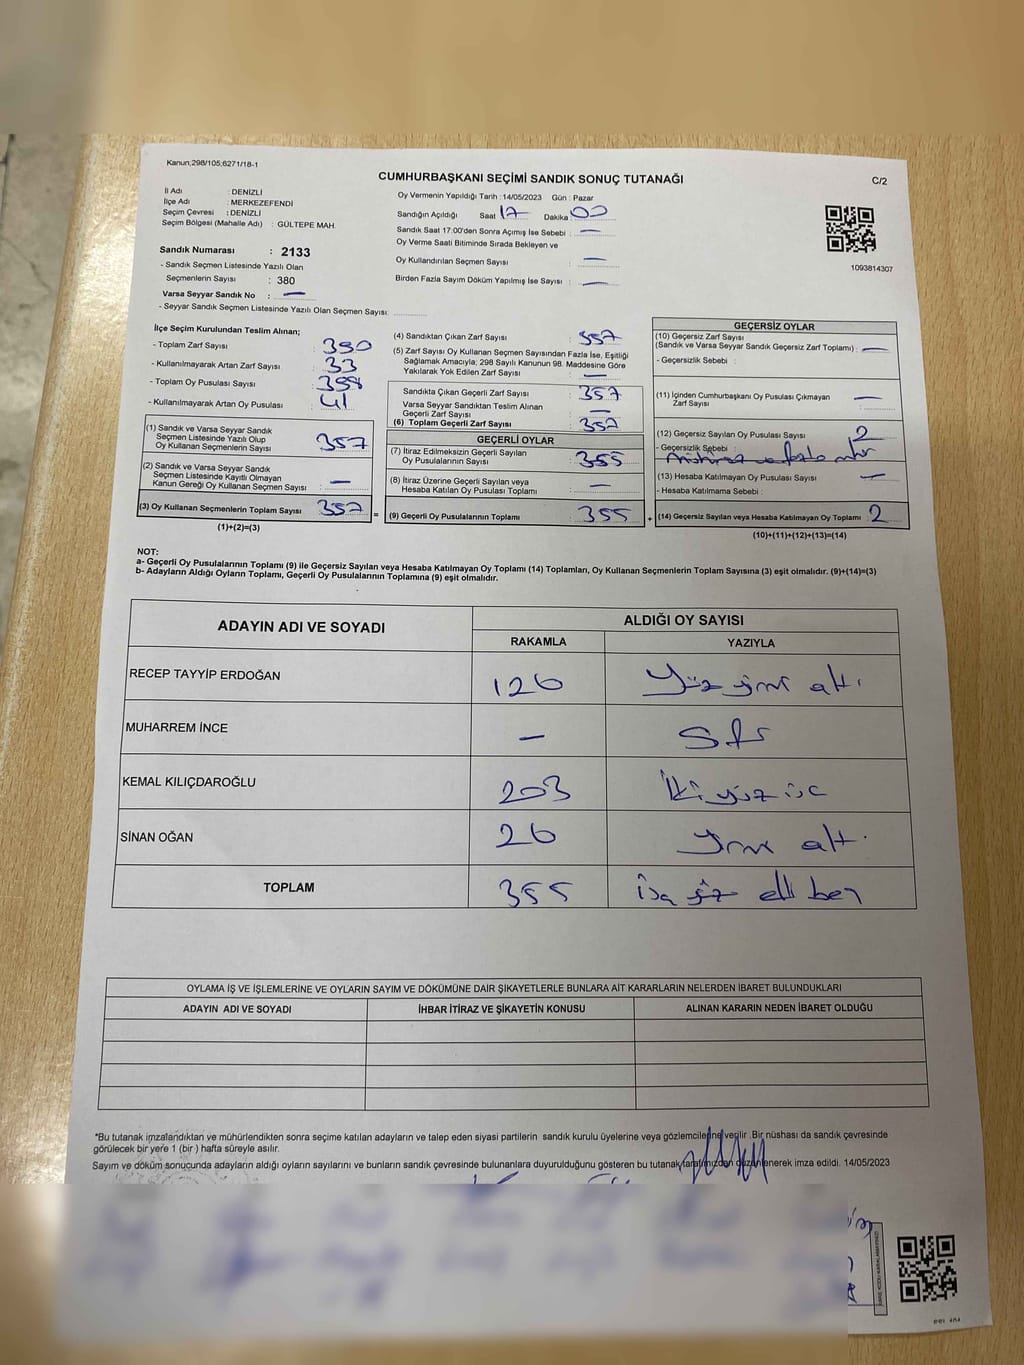 Kanun;298/105;6271/18-1
CUMHURBAŞKANI SEÇİMİ SANDIK SONUÇ TUTANAĞI
C/2
İl Adı : DENİZLİ
İlçe Adı : MERKEZEFENDİ
Seçim Çevresi : DENİZLİ
Seçim Bölgesi (Mahalle Adı) : GÜLTEPE MAH.
Oy Vermenin Yapıldığı Tarih :14/05/2023 Gün : Pazar
Sandığın Açıldığı Saat 17 Dakika 00
Sandık Saat 17:00'den Sonra Açımış İse Sebebi : —
Oy Verme Saati Bitiminde Sırada Bekleyen ve
Oy Kullandırılan Seçmen Sayısı : —
Birden Fazla Sayım Döküm Yapılmış İse Sayısı : —
1093814307
Sandık Numarası : 2133
- Sandık Seçmen Listesinde Yazılı Olan
Seçmenlerin Sayısı : 380
Varsa Seyyar Sandık No : —
- Seyyar Sandık Seçmen Listesinde Yazılı Olan Seçmen Sayısı:
İlçe Seçim Kurulundan Teslim Alınan;
- Toplam Zarf Sayısı : 390
- Kullanılmayarak Artan Zarf Sayısı : 33
- Toplam Oy Pusulası Sayısı : 398
- Kullanılmayarak Artan Oy Pusulası : 41
(1) Sandık ve Varsa Seyyar Sandık
Seçmen Listesinde Yazılı Olup
Oy Kullanan Seçmenlerin Sayısı : 357
(2) Sandık ve Varsa Seyyar Sandık
Seçmen Listesinde Kayıtlı Olmayan
Kanun Gereği Oy Kullanan Seçmen Sayısı : —
(3) Oy Kullanan Seçmenlerin Toplam Sayısı : 357
(1)+(2)=(3)
(4) Sandıktan Çıkan Zarf Sayısı : 357
(5) Zarf Sayısı Oy Kullanan Seçmen Sayısından Fazla İse, Eşitliği
Sağlamak Amacıyla; 298 Sayılı Kanunun 98. Maddesine Göre
Yakılarak Yok Edilen Zarf Sayısı : —
Sandıkta Çıkan Geçerli Zarf Sayısı : 357
Varsa Seyyar Sandıktan Teslim Alınan
Geçerli Zarf Sayısı : —
(6) Toplam Geçerli Zarf Sayısı : 357
GEÇERLİ OYLAR
(7) İtiraz Edilmeksizin Geçerli Sayılan
Oy Pusulalarının Sayısı : 355
(8) İtiraz Üzerine Geçerli Sayılan veya
Hesaba Katılan Oy Pusulası Toplamı : —
= (9) Geçerli Oy Pusulalarının Toplamı : 355
GEÇERSİZ OYLAR
(10) Geçersiz Zarf Sayısı
(Sandık ve Varsa Seyyar Sandık Geçersiz Zarf Toplamı) : —
- Geçersizlik Sebebi :
(11) İçinden Cumhurbaşkanı Oy Pusulası Çıkmayan
Zarf Sayısı : —
(12) Geçersiz Sayılan Oy Pusulası Sayısı : 2
- Geçersizlik Sebebi :
(13) Hesaba Katılmayan Oy Pusulası Sayısı : —
- Hesaba Katılmama Sebebi :
+ (14) Geçersiz Sayılan veya Hesaba Katılmayan Oy Toplamı : 2
(10)+(11)+(12)+(13)=(14)
NOT:
a- Geçerli Oy Pusulalarının Toplamı (9) ile Geçersiz Sayılan veya Hesaba Katılmayan Oy Toplamı (14) Toplamları, Oy Kullanan Seçmenlerin Toplam Sayısına (3) eşit olmalıdır. (9)+(14)=(3)
b- Adayların Aldığı Oyların Toplamı, Geçerli Oy Pusulalarının Toplamına (9) eşit olmalıdır.
ADAYIN ADI VE SOYADI ALDIĞI OY SAYISI
RAKAMLA YAZIYLA
RECEP TAYYİP ERDOĞAN 126 Yüz yirmi altı
MUHARREM İNCE — Sıfır
KEMAL KILIÇDAROĞLU 203 İki yüz üç
SİNAN OĞAN 26 Yirmi altı
TOPLAM 355 yüz elli beş
OYLAMA İŞ VE İŞLEMLERİNE VE OYLARIN SAYIM VE DÖKÜMÜNE DAİR ŞİKAYETLERLE BUNLARA AİT KARARLARIN NELERDEN İBARET BULUNDUKLARI
ADAYIN ADI VE SOYADI İHBAR İTİRAZ VE ŞİKAYETİN KONUSU ALINAN KARARIN NEDEN İBARET OLDUĞU
*Bu tutanak imzalandıktan ve mühürlendikten sonra seçime katılan adayların ve talep eden siyasi partilerin sandık kurulu üyelerine veya gözlemcilerine verilir .Bir nüshası da sandık çevresinde
görülecek bir yere 1 (bir ) hafta süreyle asılır.
Sayım ve döküm sonucunda adayların aldığı oyların sayılarını ve bunların sandık çevresinde bulunanlara duyurulduğunu gösteren bu tutanak tarafımızdan düzenlenerek imza edildi. 14/05/2023